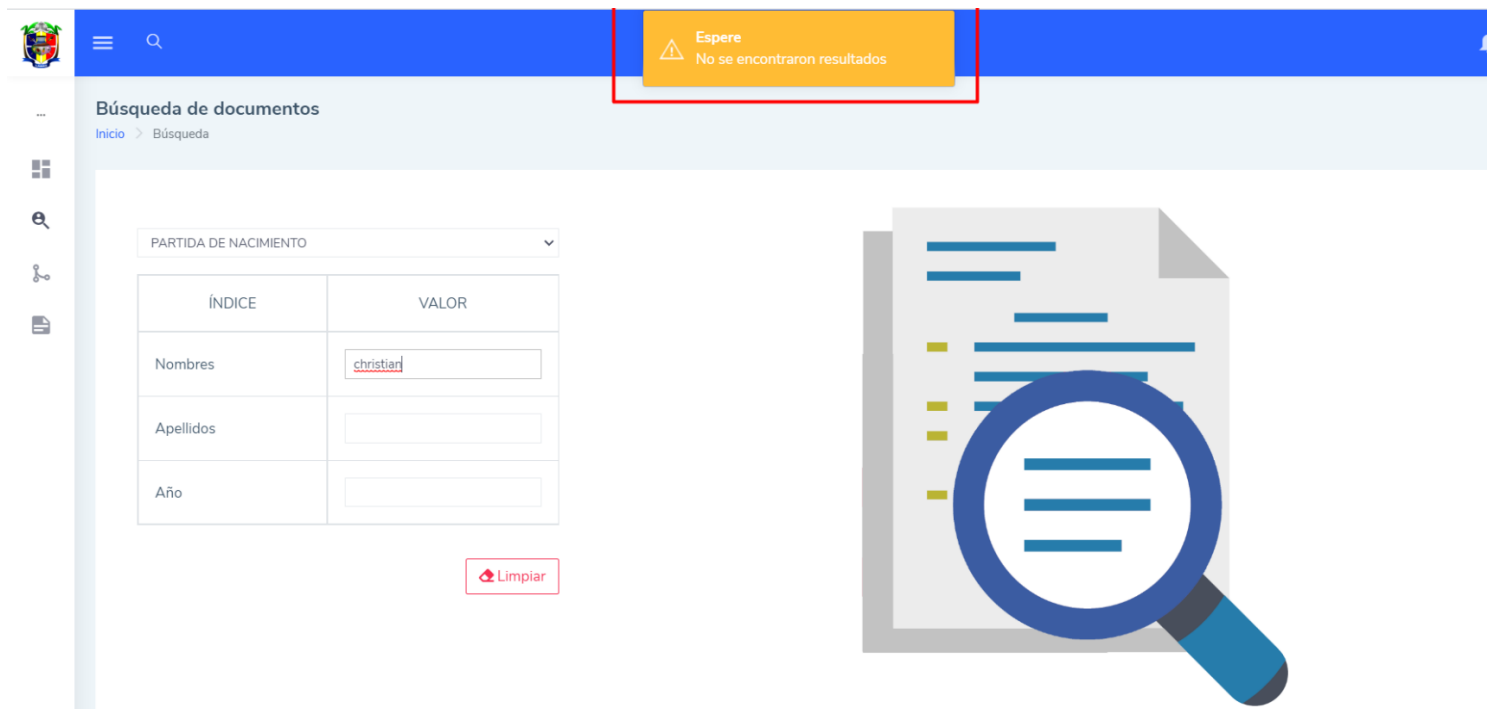 Espere
No se encontraron resultados
Búsqueda de documentos
Inicio > Búsqueda
PARTIDA DE NACIMIENTO
ÍNDICE VALOR
Nombres christian
Apellidos
Año
Limpiar